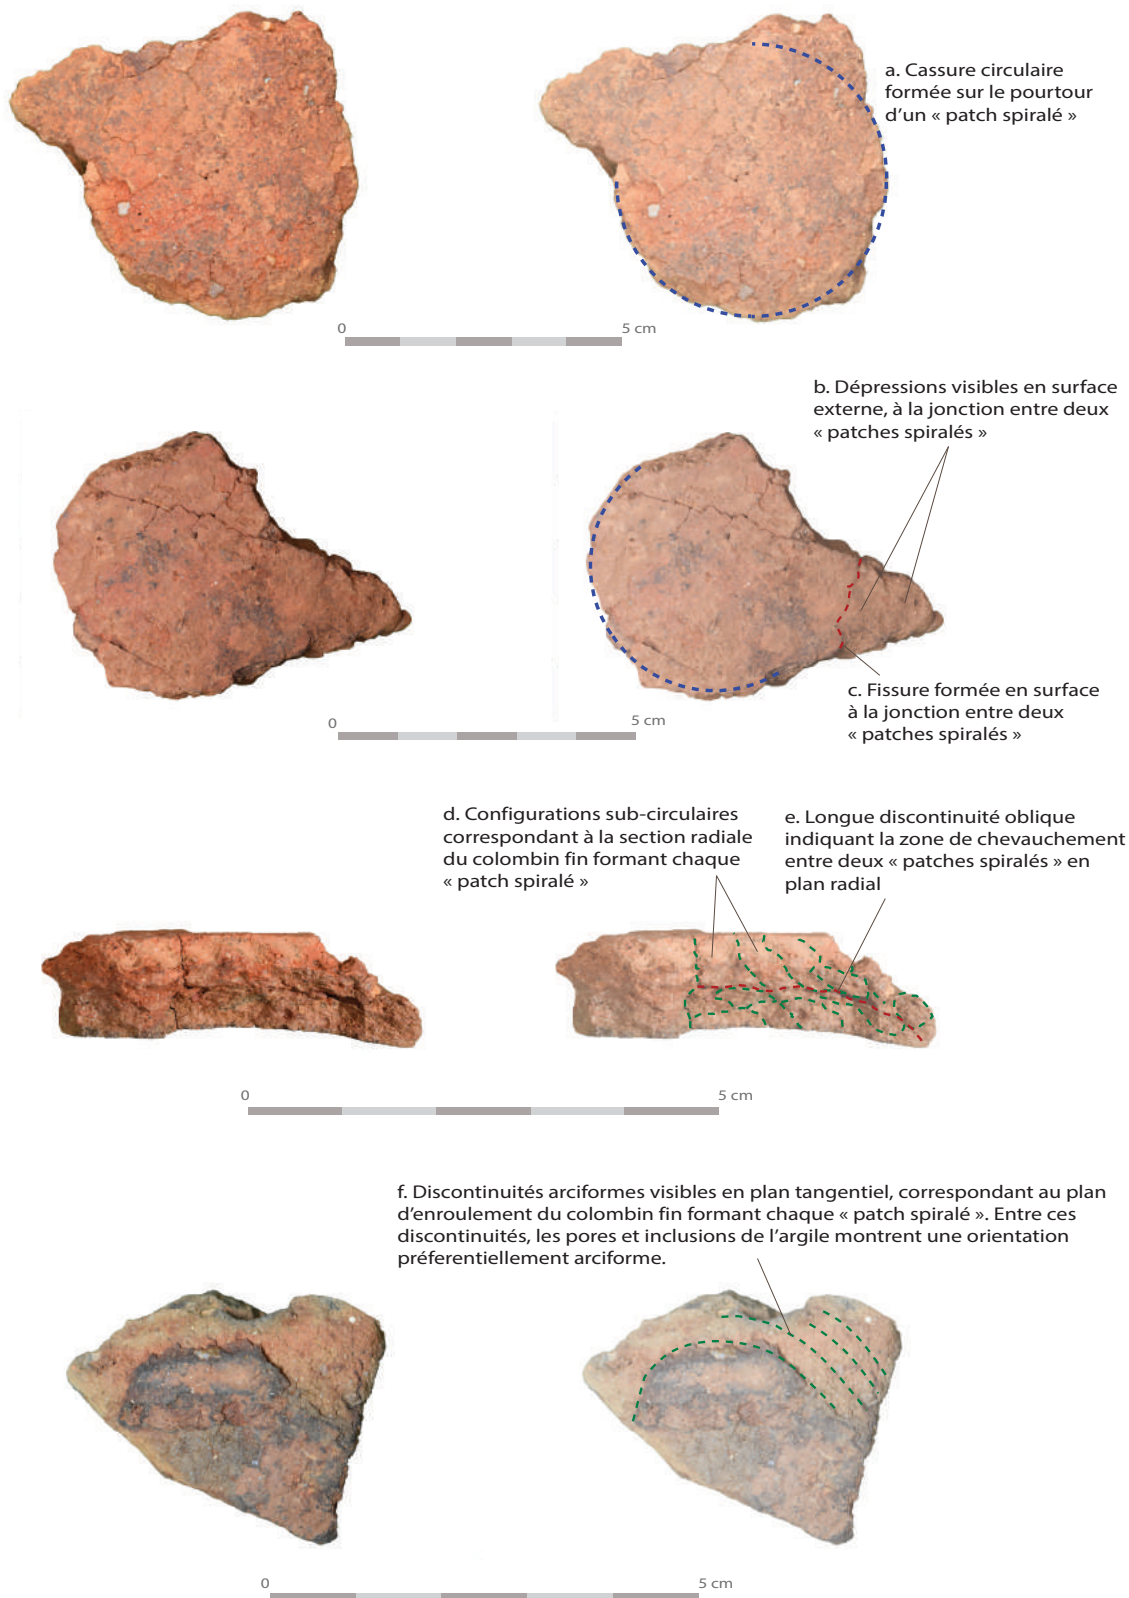 a. Cassure circulaire
formée sur le pourtour
d’un « patch spiralé »
0
5 cm
b. Dépressions visibles en surface
externe, à la jonction entre deux
« patches spiralés »
c. Fissure formée en surface
à la jonction entre deux
« patches spiralés »
0
5 cm
d. Configurations sub-circulaires
correspondant à la section radiale
du colombin fin formant chaque
« patch spiralé »
e. Longue discontinuité oblique
indiquant la zone de chevauchement
entre deux « patches spiralés » en
plan radial
0
5 cm
f. Discontinuités arciformes visibles en plan tangentiel, correspondant au plan
d’enroulement du colombin fin formant chaque « patch spiralé ». Entre ces
discontinuités, les pores et inclusions de l’argile montrent une orientation
préferentiellement arciforme.
0
5 cm